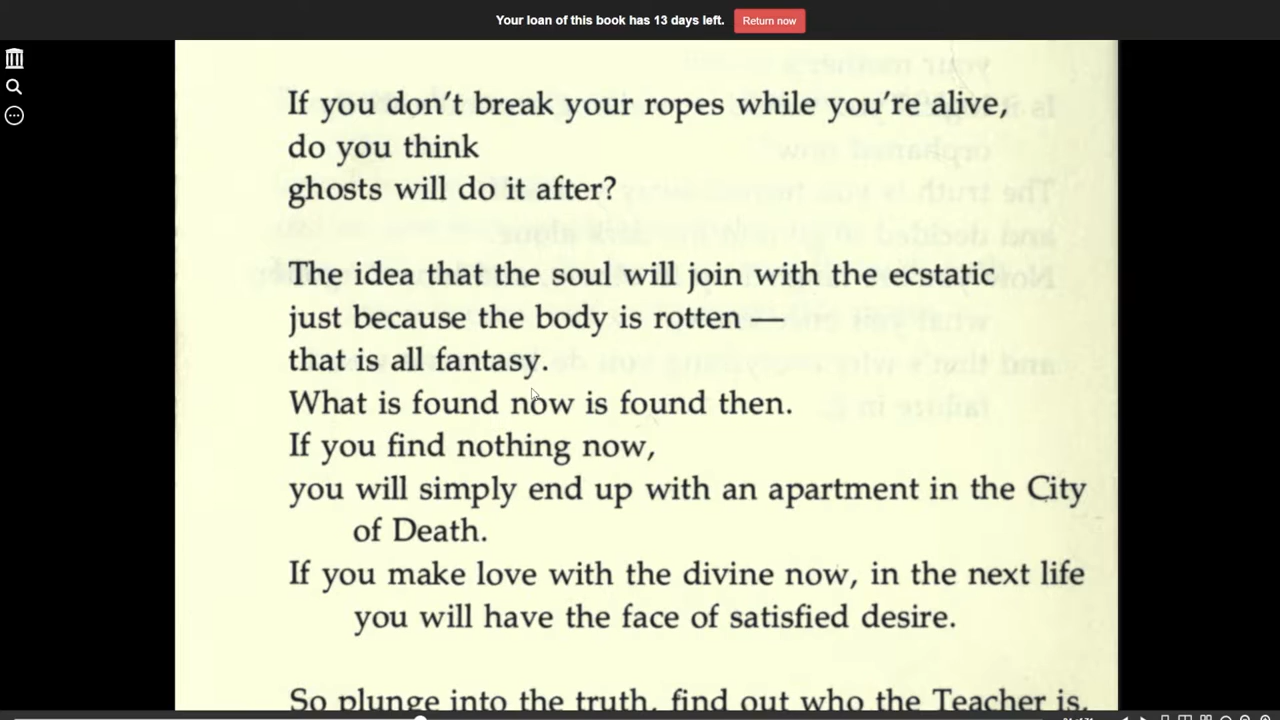 Your loan of this book has 13 days left. Return now
If you don't break your ropes while you're alive,
do you think
ghosts will do it after?
The idea that the soul will join with the ecstatic
just because the body is rotten —
that is all fantasy.
What is found now is found then.
If you find nothing now,
you will simply end up with an apartment in the City
of Death.
If you make love with the divine now, in the next life
you will have the face of satisfied desire.
So plunge into the truth, find out who the Teacher is,